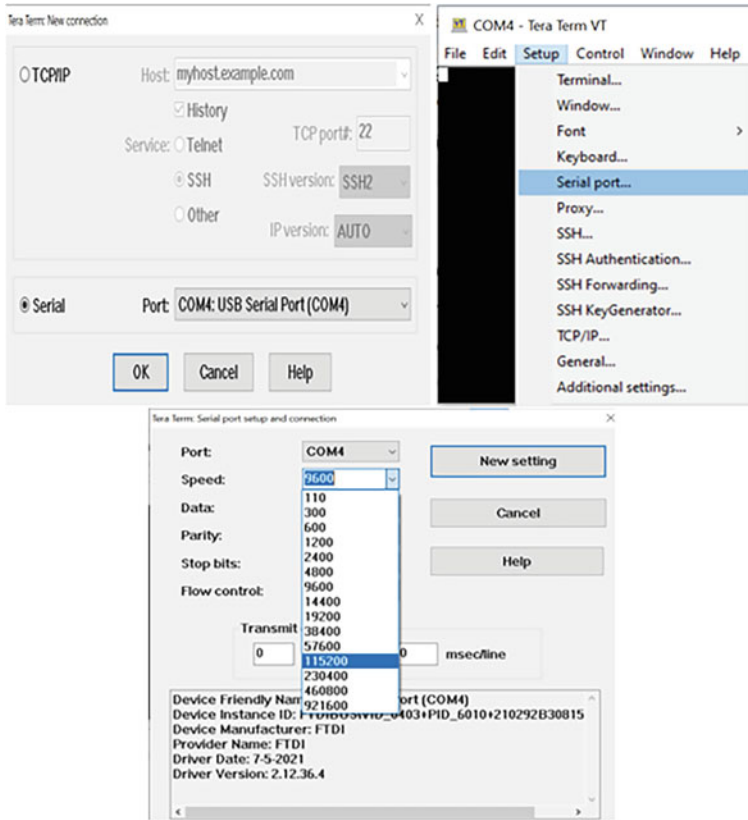 Tera Term: New connection X
TCP/IP Host: myhost.example.com
History
Service: Telnet TCP port#: 22
SSH SSH version: SSH2
Other IP version: AUTO
Serial Port: COM4: USB Serial Port (COM4)
OK Cancel Help
VT COM4 - Tera Term VT
File Edit Setup Control Window Help
Terminal...
Window...
Font >
Keyboard...
Serial port...
Proxy...
SSH...
SSH Authentication...
SSH Forwarding...
SSH KeyGenerator...
TCP/IP...
General...
Additional settings...
Tera Term: Serial port setup and connection X
Port: COM4 New setting
Speed: 9600
110
Data: 300 Cancel
600
Parity: 1200
2400
Stop bits: 4800 Help
9600
Flow control: 14400
19200
38400
Transmit 57600
0 115200 0 msec/line
230400
460800
921600
Device Friendly Nam ort (COM4)
Device Instance ID: 0403+PID_6010+210292B30815
Device Manufacturer: FTDI
Provider Name: FTDI
Driver Date: 7-5-2021
Driver Version: 2.12.36.4